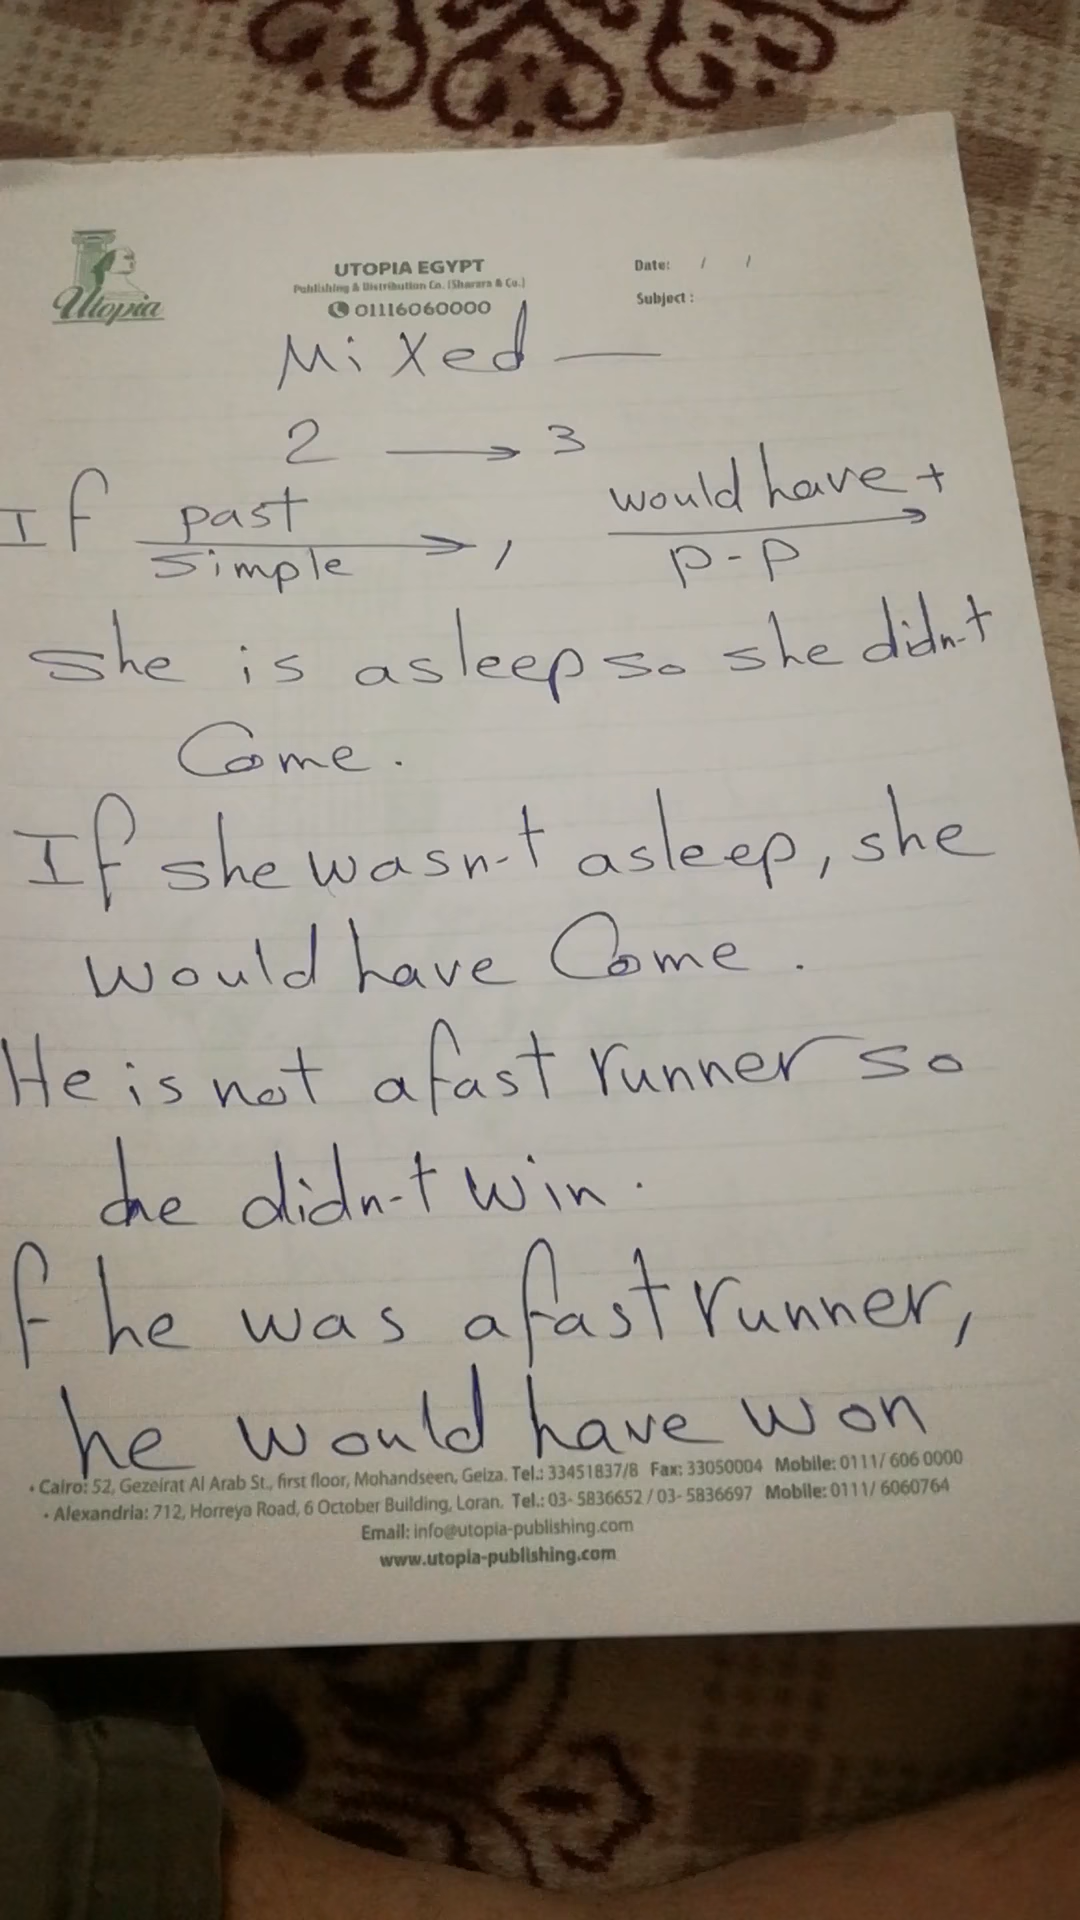 Utopia
UTOPIA EGYPT
Publishing & Distribution Co. (Sharara & Co.)
01116060000
Date: / /
Subject :
Mixed —
2 → 3
If past simple → , would have + p-p
she is asleep so she didn-t
Come.
If she wasn-t asleep, she
would have Come.
He is not a fast runner so
he didn-t win.
f he was a fast runner,
he would have won
• Cairo: 52, Gezeirat Al Arab St., first floor, Mohandseen, Geiza. Tel.: 33451837/8 Fax: 33050004 Mobile: 0111/ 606 0000
• Alexandria: 712, Horreya Road, 6 October Building, Loran. Tel.: 03- 5836652 / 03- 5836697 Mobile: 0111/ 6060764
Email: info@utopia-publishing.com
www.utopia-publishing.com